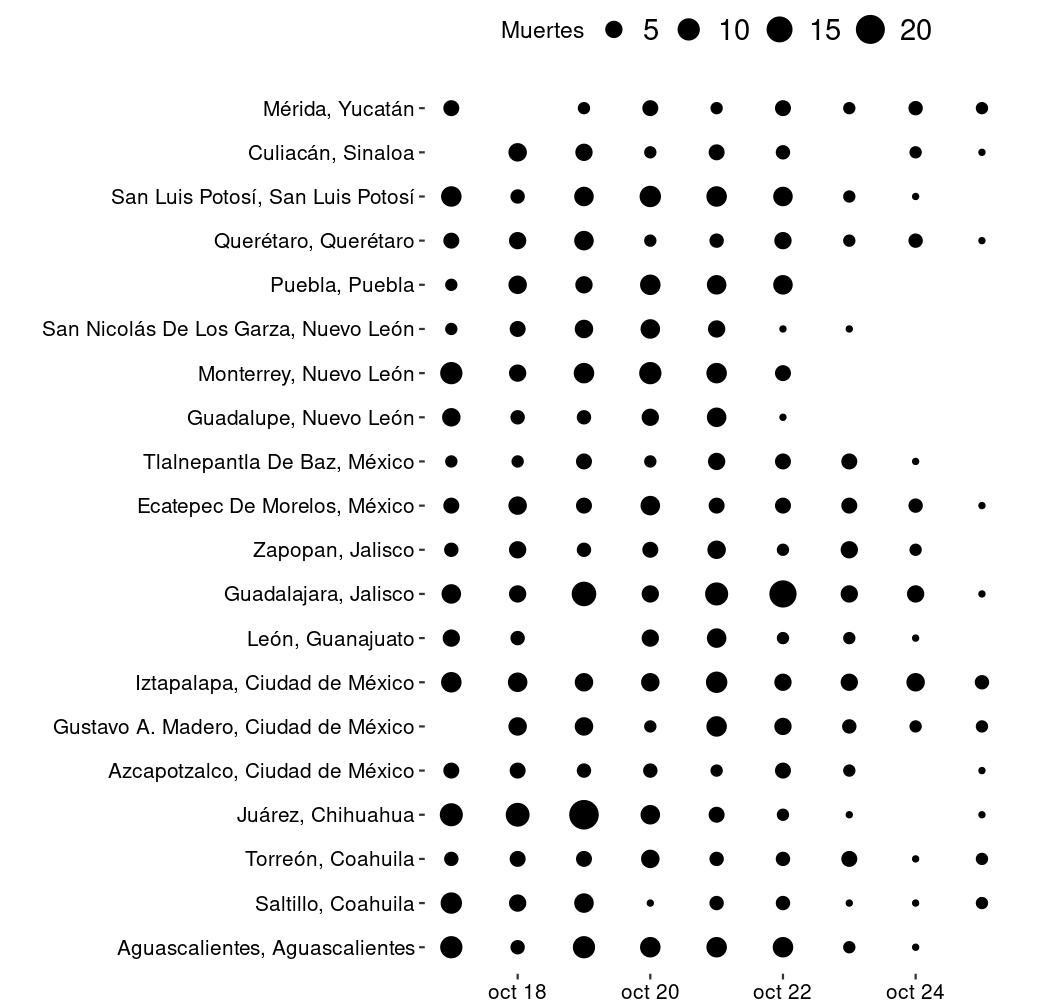 Muertes 5 10 15 20
Mérida, Yucatán
Culiacán, Sinaloa
San Luis Potosí, San Luis Potosí
Querétaro, Querétaro
Puebla, Puebla
San Nicolás De Los Garza, Nuevo León
Monterrey, Nuevo León
Guadalupe, Nuevo León
Tlalnepantla De Baz, México
Ecatepec De Morelos, México
Zapopan, Jalisco
Guadalajara, Jalisco
León, Guanajuato
Iztapalapa, Ciudad de México
Gustavo A. Madero, Ciudad de México
Azcapotzalco, Ciudad de México
Juárez, Chihuahua
Torreón, Coahuila
Saltillo, Coahuila
Aguascalientes, Aguascalientes
oct 18 oct 20 oct 22 oct 24